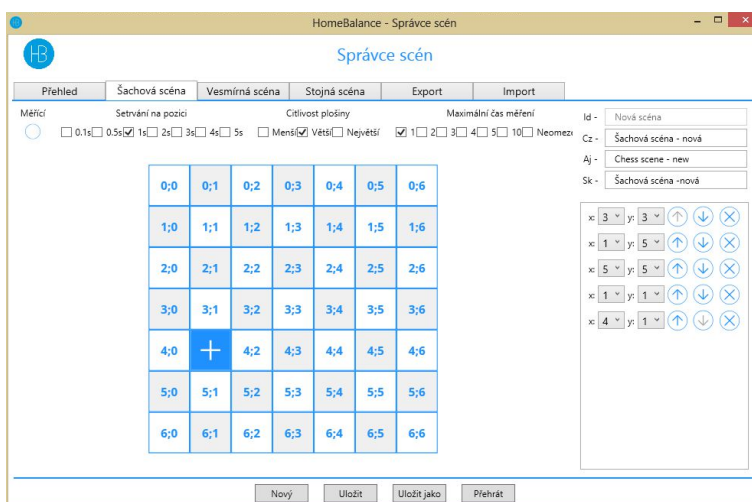 HomeBalance - Správce scén
HB
Správce scén
Přehled Šachová scéna Vesmírná scéna Stojná scéna Export Import
Měřící Setrvání na pozici Citlivost plošiny Maximální čas měření
0.1s 0.5s 1s 2s 3s 4s 5s Menší Větší Největší 1 2 3 4 5 10 Neomeze
Id - Nová scéna
Cz - Šachová scéna - nová
Aj - Chess scene - new
Sk - Šachová scéna -nová
0;0 0;1 0;2 0;3 0;4 0;5 0;6
1;0 1;1 1;2 1;3 1;4 1;5 1;6
2;0 2;1 2;2 2;3 2;4 2;5 2;6
3;0 3;1 3;2 3;3 3;4 3;5 3;6
4;0 4;2 4;3 4;4 4;5 4;6
5;0 5;1 5;2 5;3 5;4 5;5 5;6
6;0 6;1 6;2 6;3 6;4 6;5 6;6
x: 3 y: 3
x: 1 y: 5
x: 5 y: 5
x: 1 y: 1
x: 4 y: 1
Nový Uložit Uložit jako Přehrát